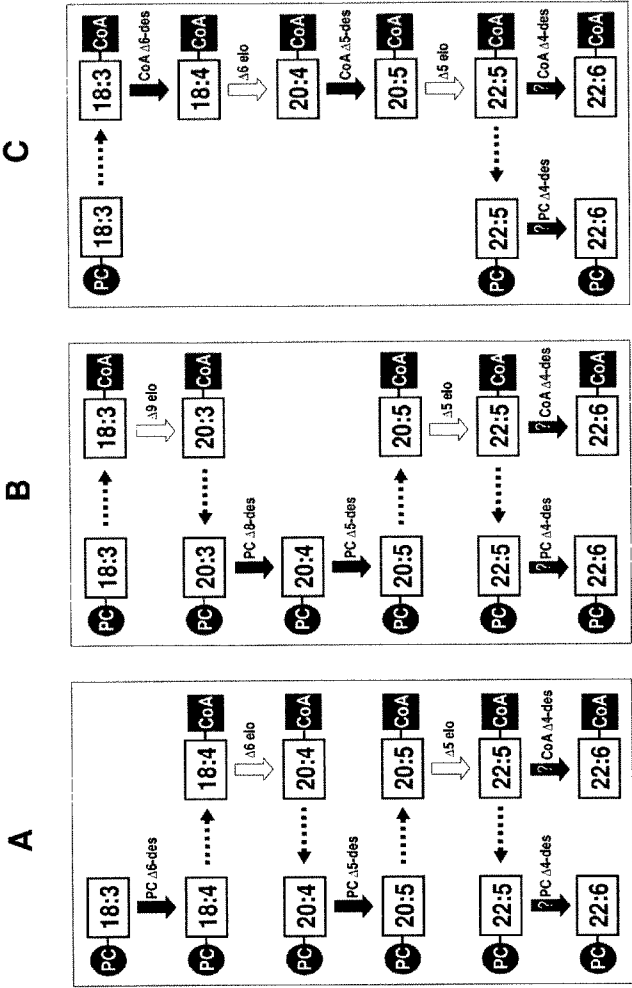 A
PC 18:3
PC Δ6-des
PC 18:4 18:4 CoA
Δ6 elo
PC 20:4 20:4 CoA
PC Δ5-des
PC 20:5 20:5 CoA
Δ5 elo
PC 22:5 22:5 CoA
? PC Δ4-des ? CoA Δ4-des
PC 22:6 22:6 CoA
B
PC 18:3 18:3 CoA
Δ9 elo
PC 20:3 20:3 CoA
PC Δ8-des
PC 20:4
PC Δ5-des
PC 20:5 20:5 CoA
Δ5 elo
PC 22:5 22:5 CoA
? PC Δ4-des ? CoA Δ4-des
PC 22:6 22:6 CoA
C
PC 18:3 18:3 CoA
CoA Δ6-des
18:4 CoA
Δ6 elo
20:4 CoA
CoA Δ5-des
20:5 CoA
Δ5 elo
PC 22:5 22:5 CoA
? PC Δ4-des ? CoA Δ4-des
PC 22:6 22:6 CoA